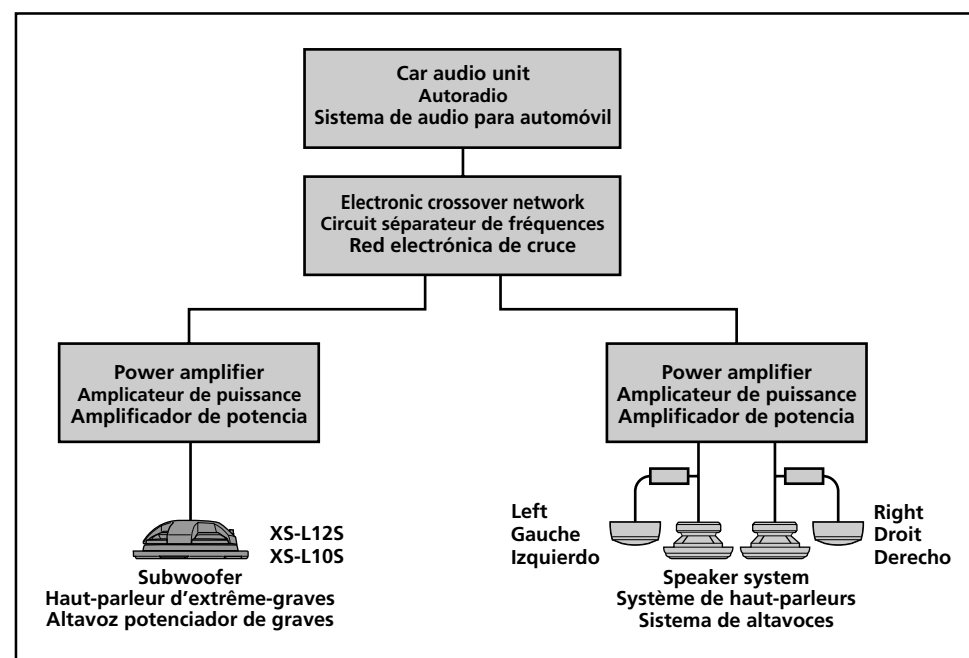 Car audio unit
Autoradio
Sistema de audio para automóvil
Electronic crossover network
Circuit séparateur de fréquences
Red electrónica de cruce
Power amplifier
Amplicateur de puissance
Amplificador de potencia
Power amplifier
Amplicateur de puissance
Amplificador de potencia
XS-L12S
XS-L10S
Subwoofer
Haut-parleur d’extrême-graves
Altavoz potenciador de graves
Left
Gauche
Izquierdo
Right
Droit
Derecho
Speaker system
Système de haut-parleurs
Sistema de altavoces